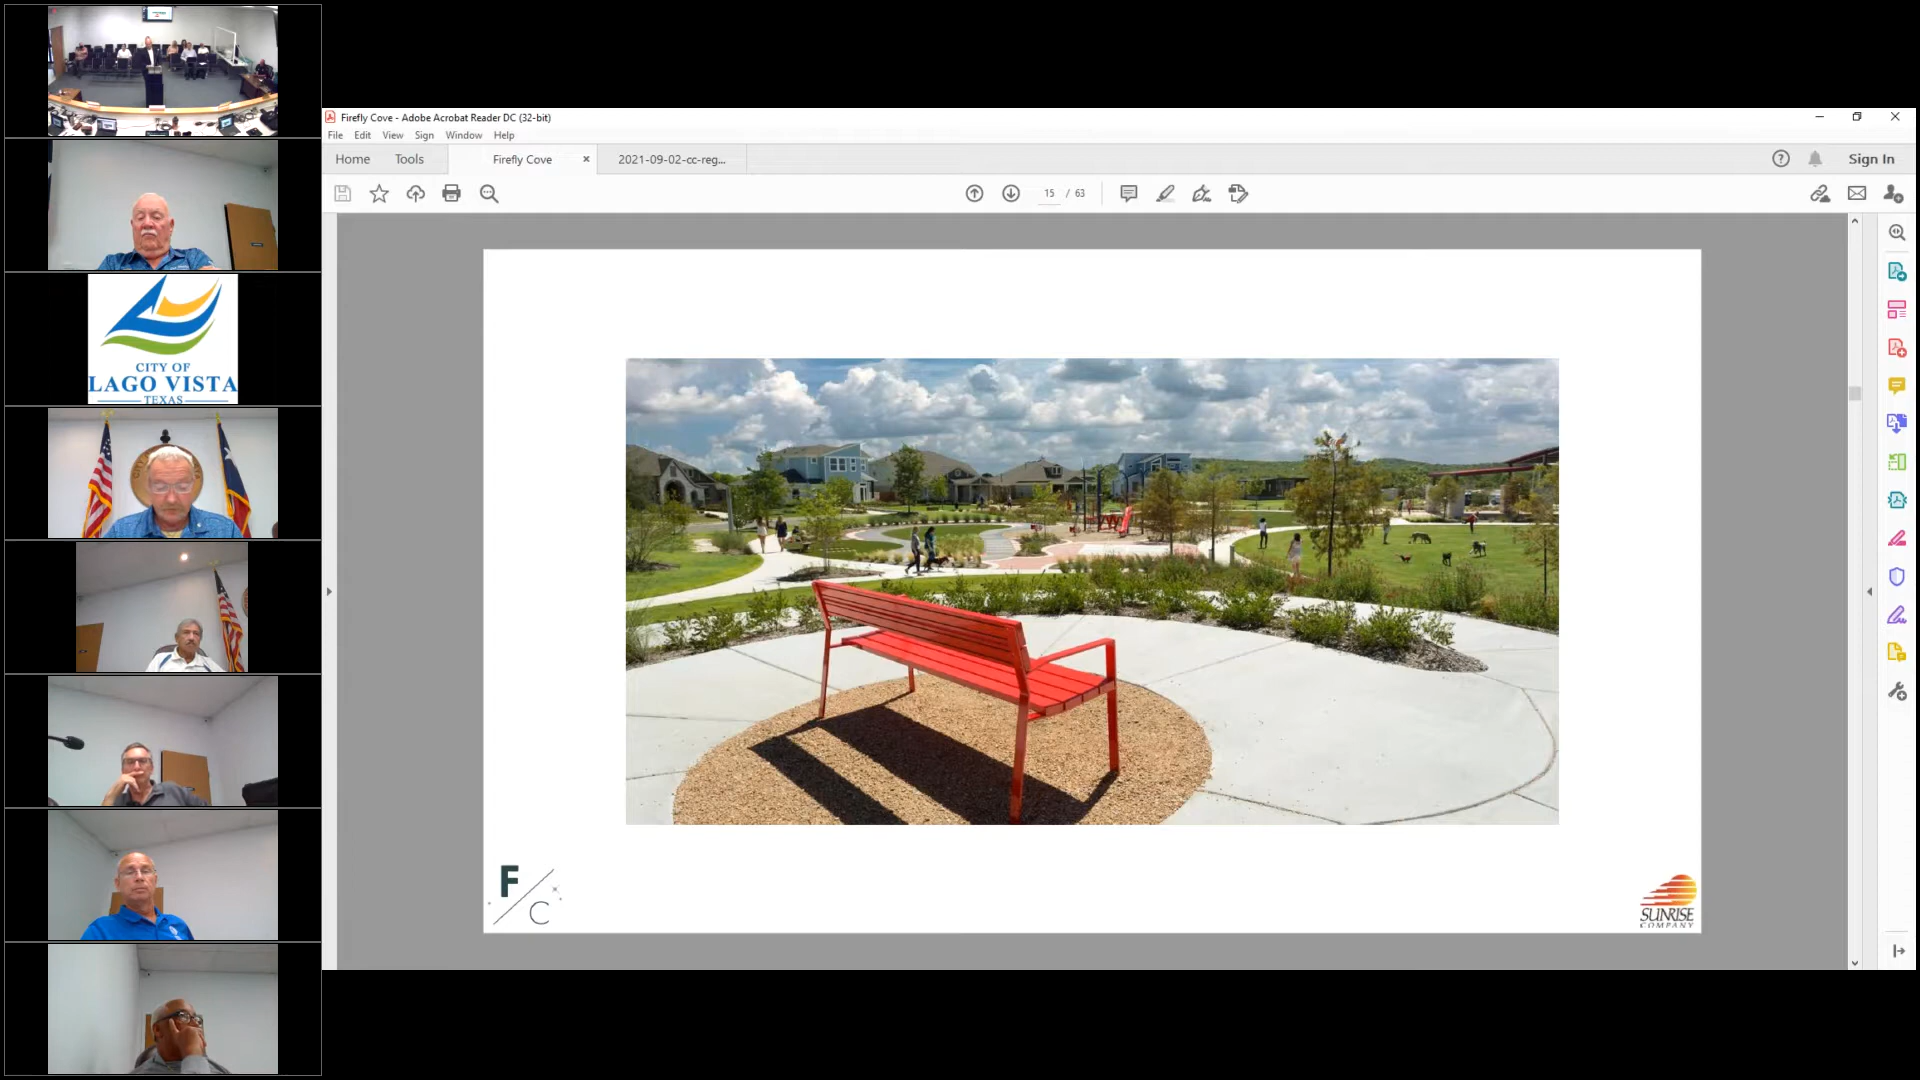 CITY OF
LAGO VISTA
TEXAS
Firefly Cove - Adobe Acrobat Reader DC (32-bit)
File Edit View Sign Window Help
Home Tools Firefly Cove 2021-09-02-cc-reg...
Sign In
15 / 63
F
C
SUNRISE
COMPANY